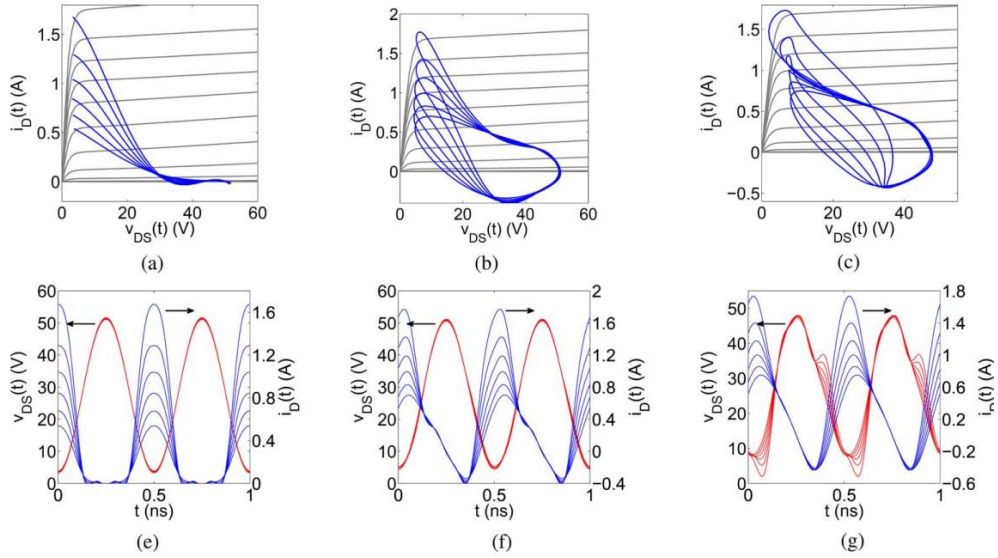 1.5
1
0.5
0
i_D(t) (A)
0 20 40 60
v_DS(t) (V)
(a)
2
1.5
1
0.5
0
i_D(t) (A)
0 20 40 60
v_DS(t) (V)
(b)
1.5
1
0.5
0
−0.5
i_D(t) (A)
0 20 40
v_DS(t) (V)
(c)
60
50
40
30
20
10
0
v_DS(t) (V)
1.6
1.2
0.8
0.4
0
i_D(t) (A)
0 0.5 1
t (ns)
(e)
60
50
40
30
20
10
0
v_DS(t) (V)
2
1.6
1.2
0.8
0.4
0
−0.4
i_D(t) (A)
0 0.5 1
t (ns)
(f)
50
40
30
20
10
0
v_DS(t) (V)
1.8
1.4
1
0.6
0.2
−0.2
−0.6
i_D(t) (A)
0 0.5 1
t (ns)
(g)